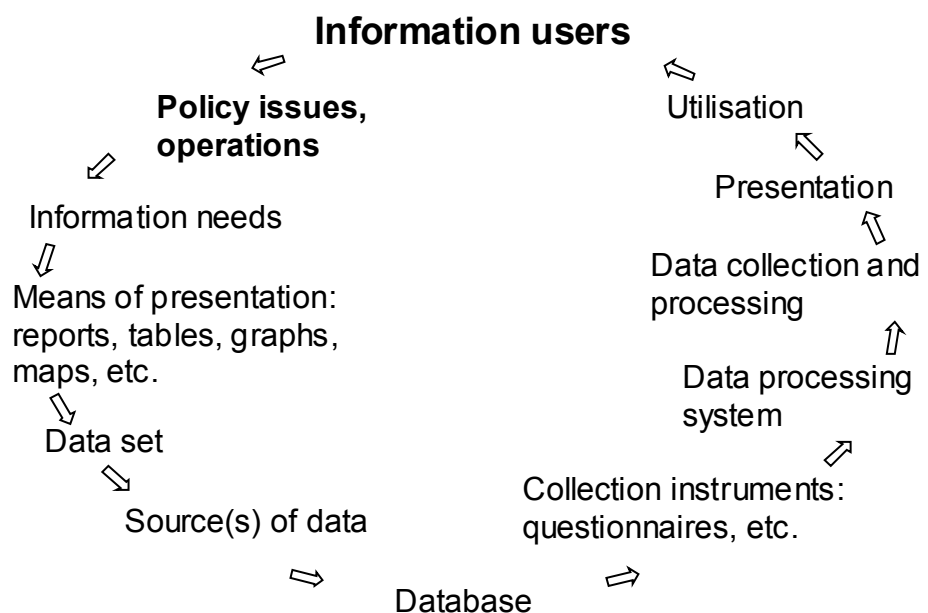 Information users
Policy issues,
operations
Information needs
Means of presentation:
reports, tables, graphs,
maps, etc.
Data set
Source(s) of data
Database
Collection instruments:
questionnaires, etc.
Data processing
system
Data collection and
processing
Presentation
Utilisation